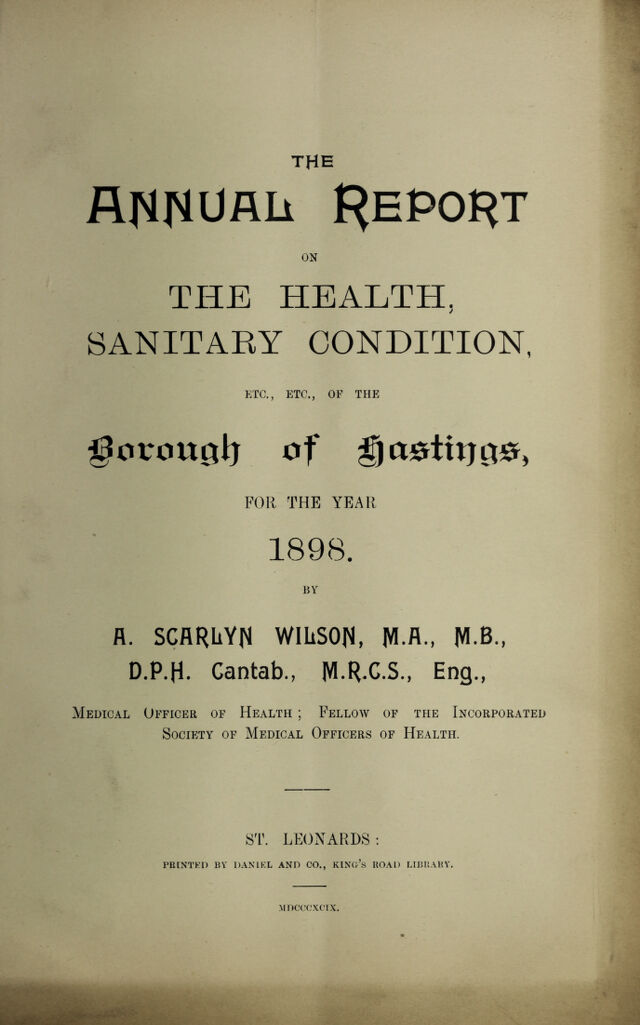 THE
ANNUAL REPORT
ON
THE HEALTH,
SANITARY CONDITION,
ETC., ETC., OF THE
Borough of Hastings,
FOR THE YEAR
1898.
BY
A. SCARLYN WILSON, M.A., M.B.,
D.P.H. Cantab., M.R.C.S., Eng.,
MEDICAL OFFICER OF HEALTH; FELLOW OF THE INCORPORATED
SOCIETY OF MEDICAL OFFICERS OF HEALTH.
ST. LEONARDS:
PRINTED BY DANIEL AND CO., KING'S ROAD LIBRARY.
MDCCCXCIX.